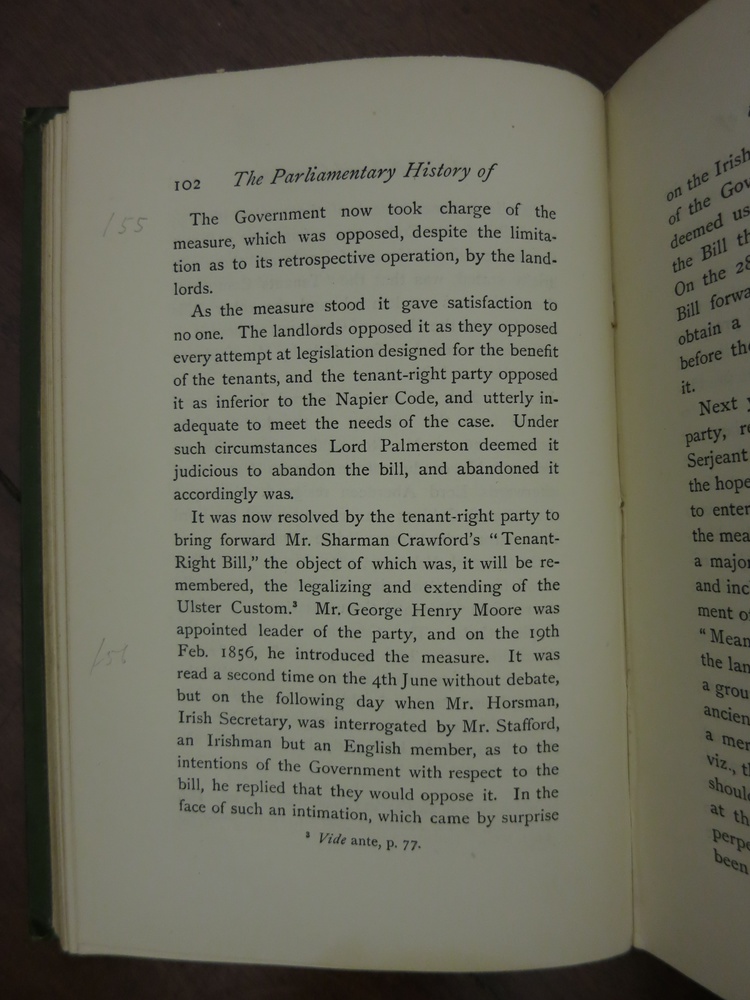 102 The Parliamentary History of
The Government now took charge of the
measure, which was opposed, despite the limita-
tion as to its retrospective operation, by the land-
lords.
As the measure stood it gave satisfaction to
no one. The landlords opposed it as they opposed
every attempt at legislation designed for the benefit
of the tenants, and the tenant-right party opposed
it as inferior to the Napier Code, and utterly in-
adequate to meet the needs of the case. Under
such circumstances Lord Palmerston deemed it
judicious to abandon the bill, and abandoned it
accordingly was.
It was now resolved by the tenant-right party to
bring forward Mr. Sharman Crawford's "Tenant-
Right Bill," the object of which was, it will be re-
membered, the legalizing and extending of the
Ulster Custom.³ Mr. George Henry Moore was
appointed leader of the party, and on the 19th
Feb. 1856, he introduced the measure. It was
read a second time on the 4th June without debate,
but on the following day when Mr. Horsman,
Irish Secretary, was interrogated by Mr. Stafford,
an Irishman but an English member, as to the
intentions of the Government with respect to the
bill, he replied that they would oppose it. In the
face of such an intimation, which came by surprise
³ Vide ante, p. 77.
155
on the Irish
of the Gov
deemed us
the Bill th
On the 28
Bill forwa
obtain a
before the
it.
Next
party, re
Serjeant
the hope
to enter
the mea
a major
and inc
ment o
"Mean
the lan
a grou
ancien
a mer
viz., t
should
at th
perpe
been